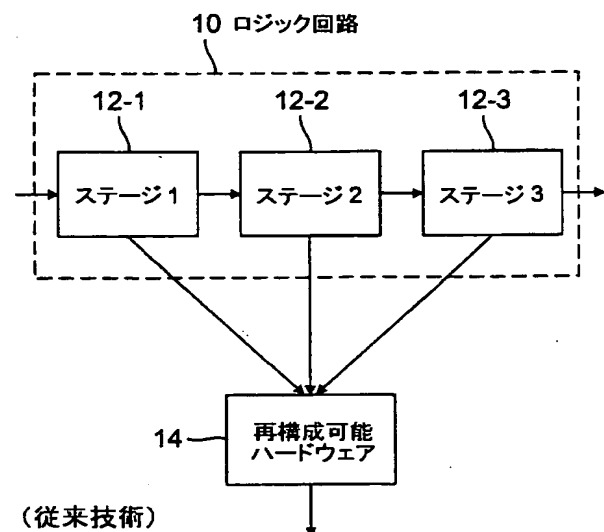 10 ロジック回路
12-1
12-2
12-3
ステージ 1
ステージ 2
ステージ 3
14
再構成可能
ハードウェア
(従来技術)